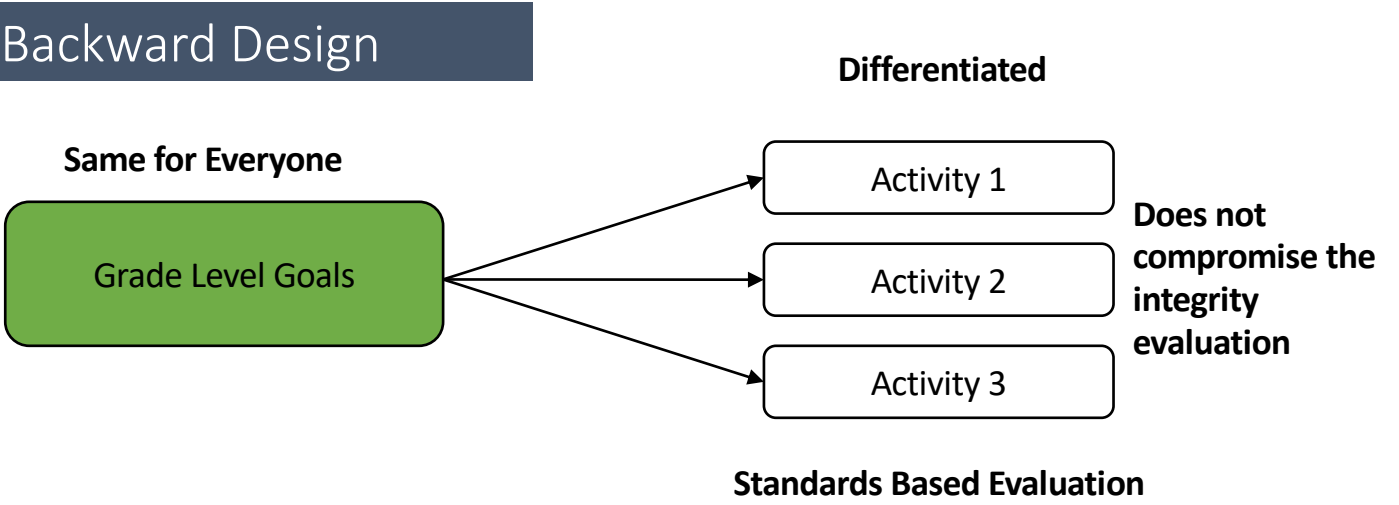 Backward Design
Differentiated
Same for Everyone
Grade Level Goals
Activity 1
Activity 2
Activity 3
Does not
compromise the
integrity
evaluation
Standards Based Evaluation